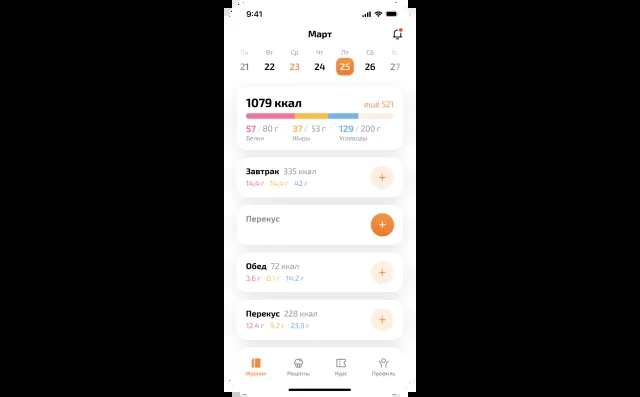 9:41
Март
Пн Вт Ср Чт Пт Сб Вс
21 22 23 24 25 26 27
1079 ккал ещё 521
57 / 80 г 37 / 53 г 129 / 200 г
Белки Жиры Углеводы
Завтрак 335 ккал
14,4 г 14,4 г 42 г
+
Перекус
+
Обед 72 ккал
3.6 г 0.1 г 14.2 г
+
Перекус 228 ккал
12.4 г 9.2 г 23.9 г
+
Журнал Рецепты Курс Профиль